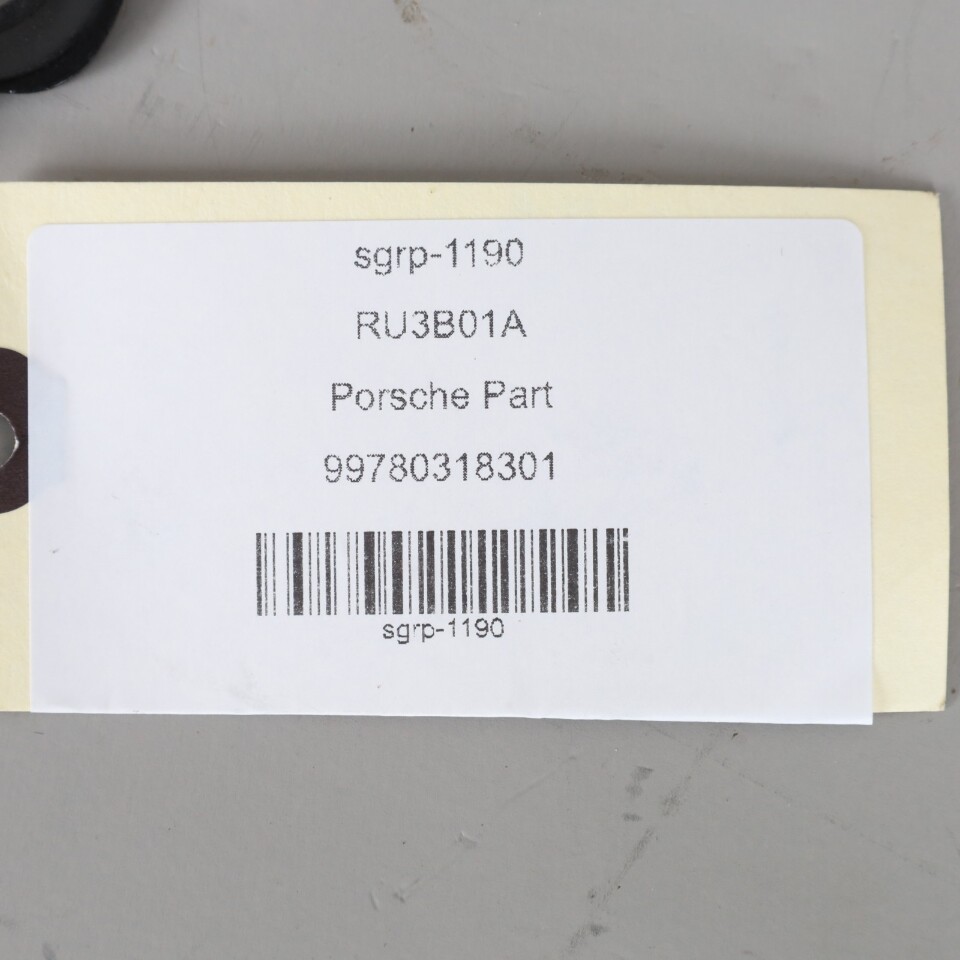 sgrp-1190
RU3B01A
Porsche Part
99780318301
sgrp-1190